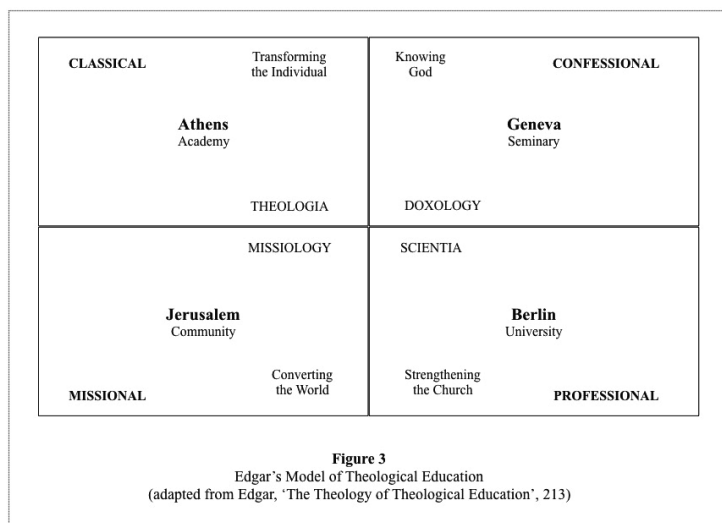 CLASSICAL
Transforming
the Individual
Athens
Academy
THEOLOGIA
Knowing
God
CONFESSIONAL
Geneva
Seminary
DOXOLOGY
MISSIOLOGY
Jerusalem
Community
Converting
the World
MISSIONAL
SCIENTIA
Berlin
University
Strengthening
the Church
PROFESSIONAL
Figure 3
Edgar’s Model of Theological Education
(adapted from Edgar, ‘The Theology of Theological Education’, 213)